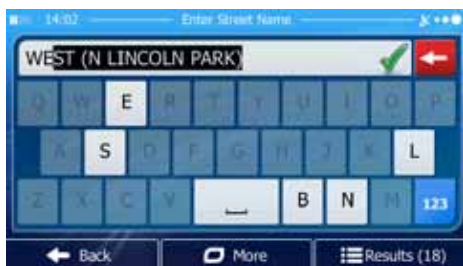 14:02 Enter Street Name
WEST (N LINCOLN PARK)
Q W E R T Y U I O P
A S D F G H J K L
Z X C V B N M 123
Back More Results (18)